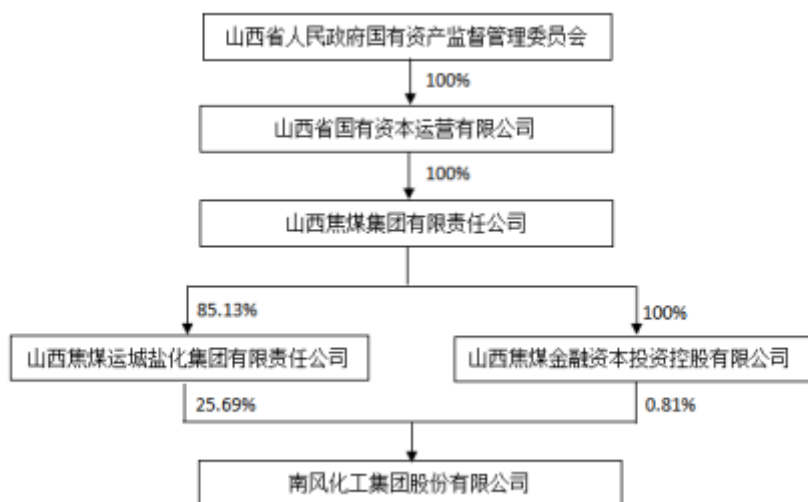 山西省人民政府国有资产监督管理委员会
100%
山西省国有资本运营有限公司
100%
山西焦煤集团有限责任公司
85.13%
100%
山西焦煤运城盐化集团有限责任公司
山西焦煤金融资本投资控股有限公司
25.69%
0.81%
南风化工集团股份有限公司